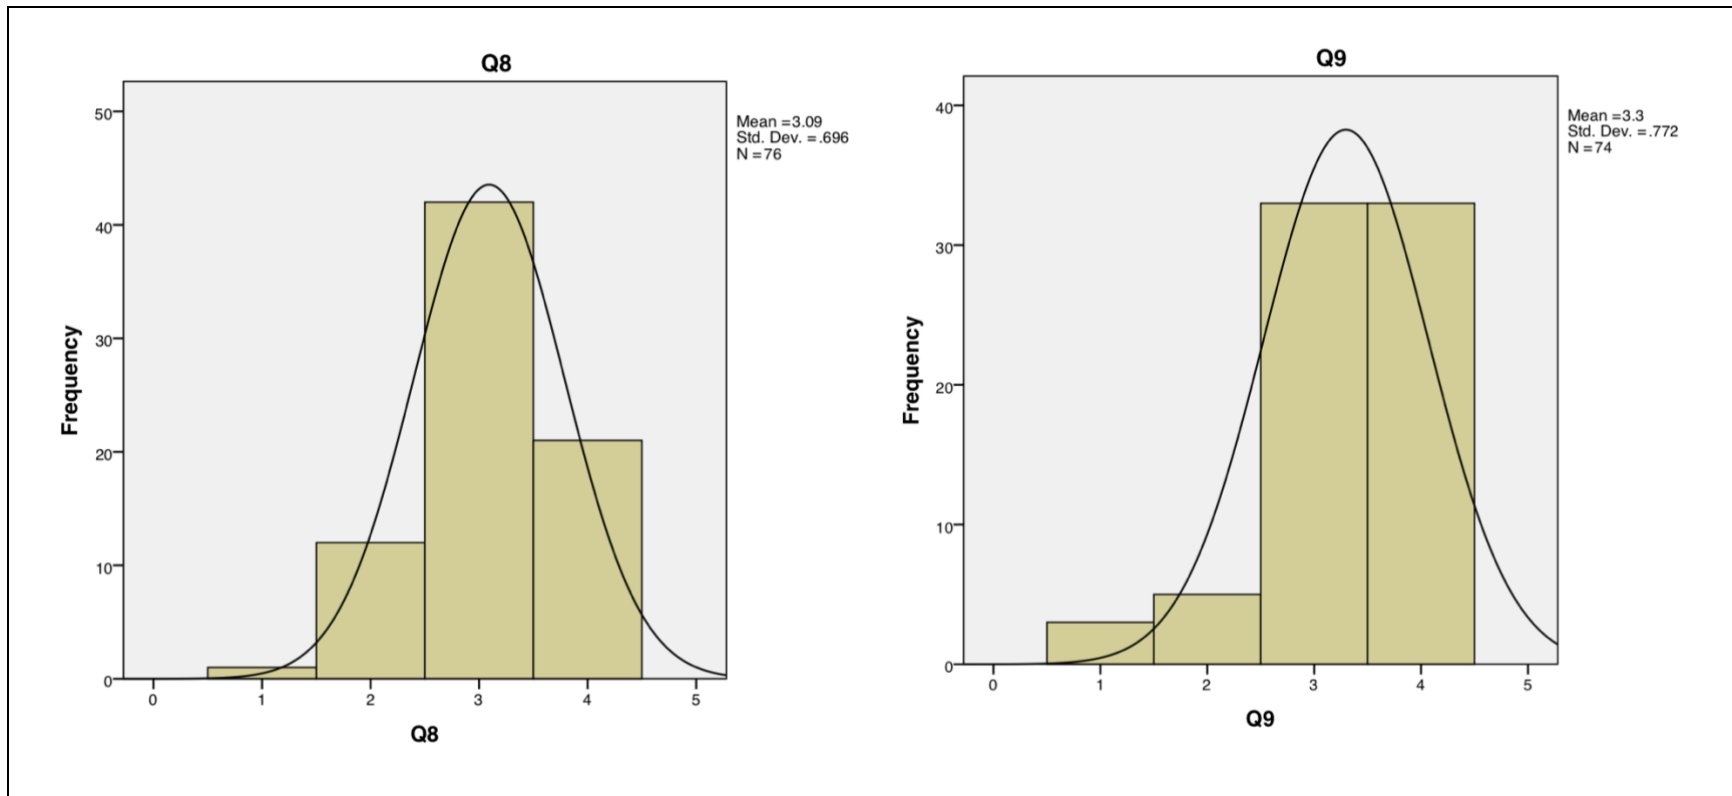 Q8
50
40
30
20
10
0
Frequency
0 1 2 3 4 5
Q8
Mean =3.09
Std. Dev. =.696
N =76
Q9
40
30
20
10
0
Frequency
0 1 2 3 4 5
Q9
Mean =3.3
Std. Dev. =.772
N =74